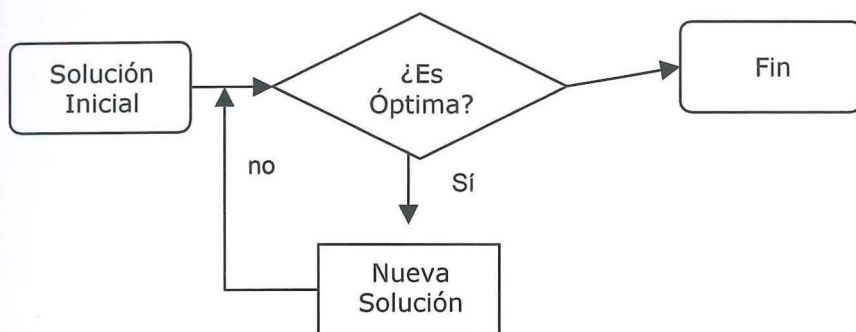 Solución
Inicial
¿Es
Óptima?
Fin
no
Sí
Nueva
Solución